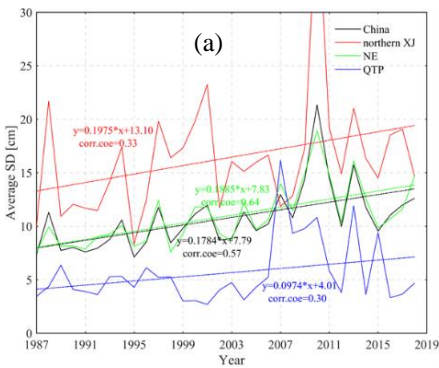 (a)
China
northern XJ
NE
QTP
y=0.1975*x+13.10
corr.coe=0.33
y=0.1885*x+7.83
corr.coe=0.64
y=0.1784*x+7.79
corr.coe=0.57
y=0.0974*x+4.01
corr.coe=0.30
Average SD [cm]
30
25
20
15
10
5
0
1987 1991 1995 1999 2003 2007 2011 2015 2019
Year